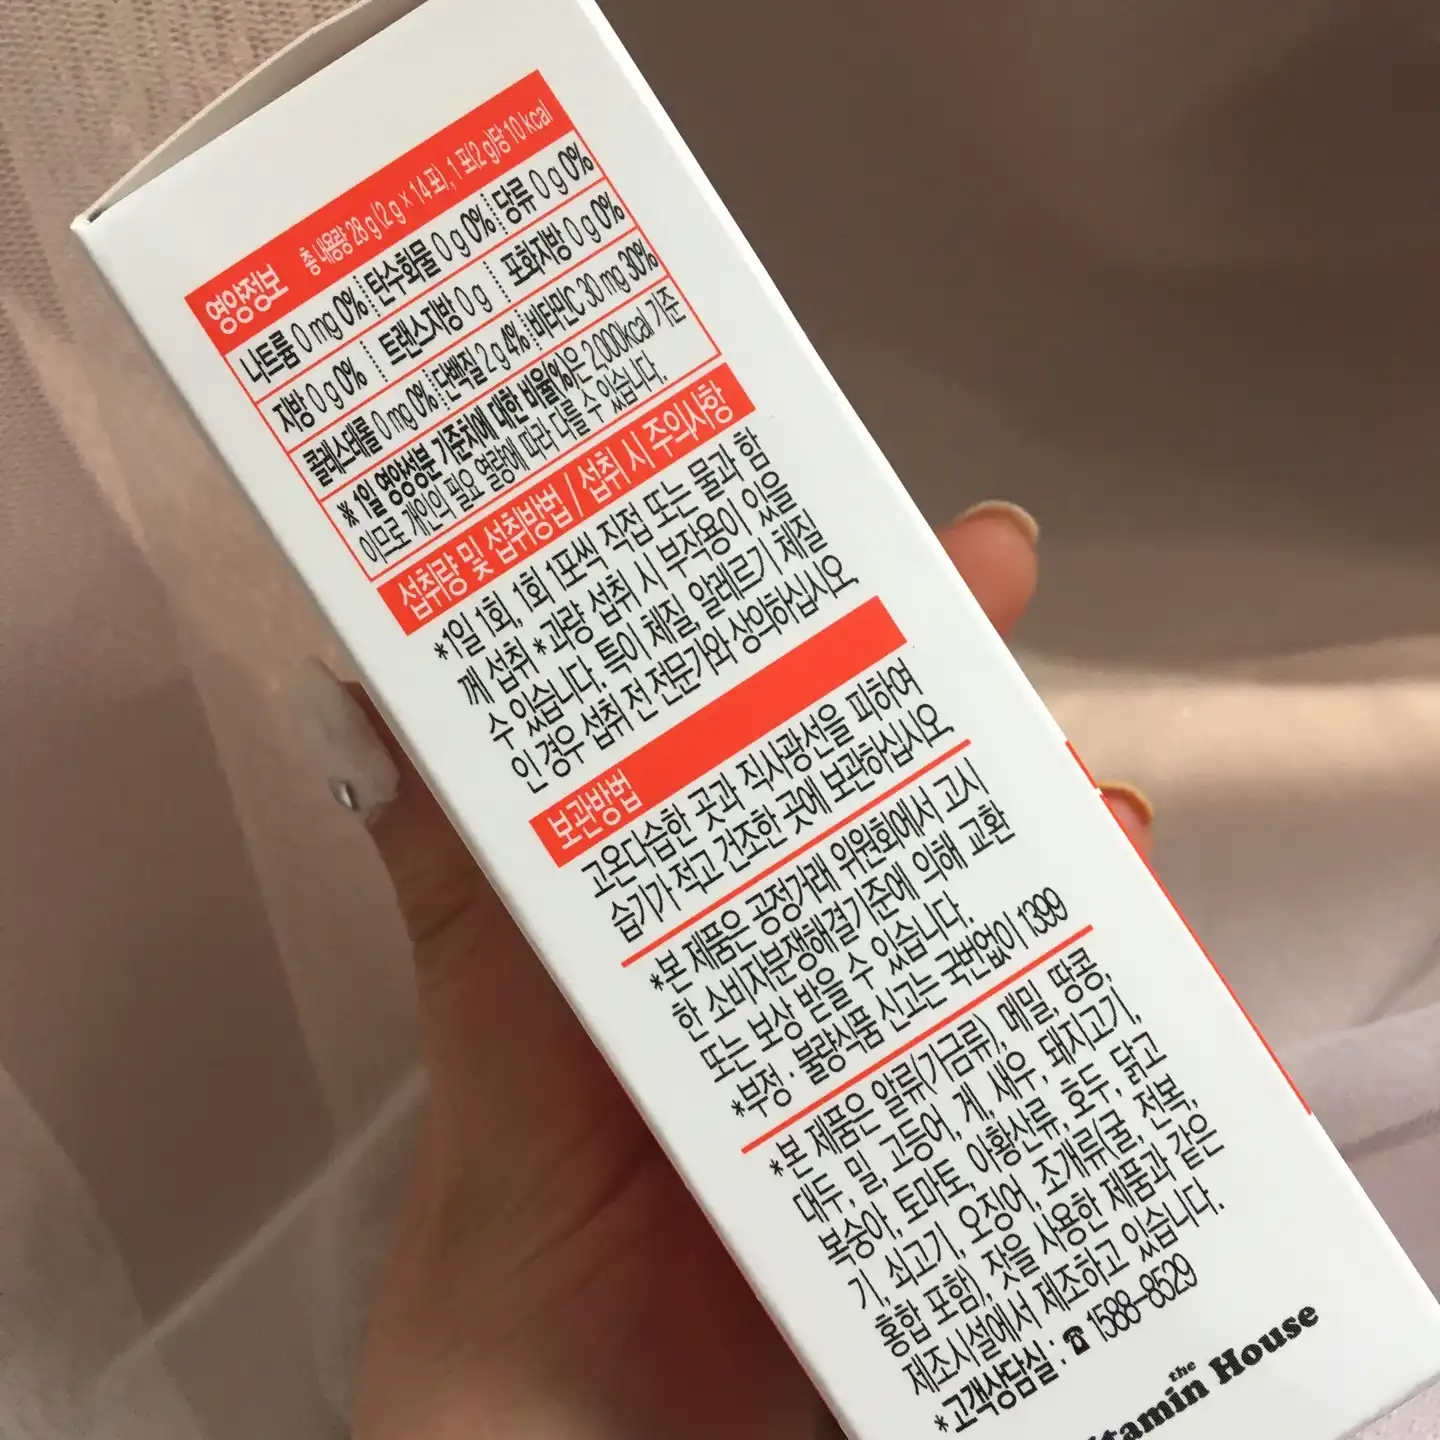 영양정보 총 내용량 28 g (2 g × 14포), 1 포(2 g)당 10 kcal
나트륨 0 mg 0% 탄수화물 0 g 0% 당류 0 g 0%
지방 0 g 0% 트랜스지방 0 g 포화지방 0 g 0%
콜레스테롤 0 mg 0% 단백질 2 g 4% 비타민C 30 mg 30%
※ 1일 영양성분 기준치에 대한 비율(%)은 2,000kcal 기준
이므로 개인의 필요 열량에 따라 다를 수 있습니다.
섭취량 및 섭취방법 / 섭취 시 주의사항
*1일 1회, 1회 1포씩 직접 또는 물과 함
께 섭취 *과량 섭취 시 부작용이 있을
수 있습니다. 특이 체질, 알레르기 체질
인 경우 섭취 전 전문가와 상의하십시오.
보관방법
고온다습한 곳과 직사광선을 피하여
습기가 적고 건조한 곳에 보관하십시오.
*본 제품은 공정거래 위원회에서 고시
한 소비자분쟁해결기준에 의해 교환
또는 보상 받을 수 있습니다.
*부정 · 불량식품 신고는 국번없이 1399
*본 제품은 알류(가금류), 메밀, 땅콩,
대두, 밀, 고등어, 게, 새우, 돼지고기,
복숭아, 토마토, 아황산류, 호두, 닭고
기, 쇠고기, 오징어, 조개류(굴, 전복,
홍합 포함), 잣을 사용한 제품과 같은
제조시설에서 제조하고 있습니다.
*고객상담실 : ☎ 1588-8529
the
tamin House